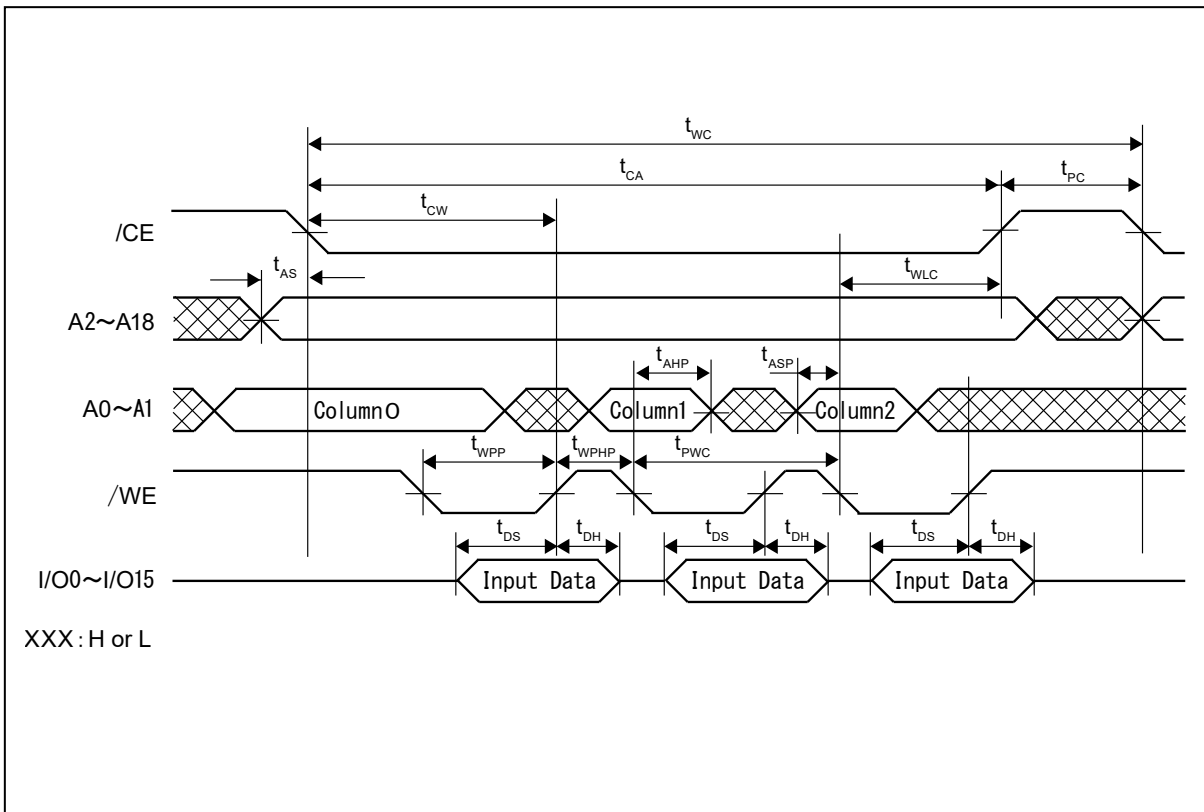 tWC
tCA
tPC
tCW
/CE
tAS
tWLC
A2～A18
tAHP
tASP
A0～A1
Column0
Column1
Column2
tWPP
tWPHP
tPWC
/WE
tDS
tDH
tDS
tDH
tDS
tDH
I/O0～I/O15
Input Data
Input Data
Input Data
XXX : H or L